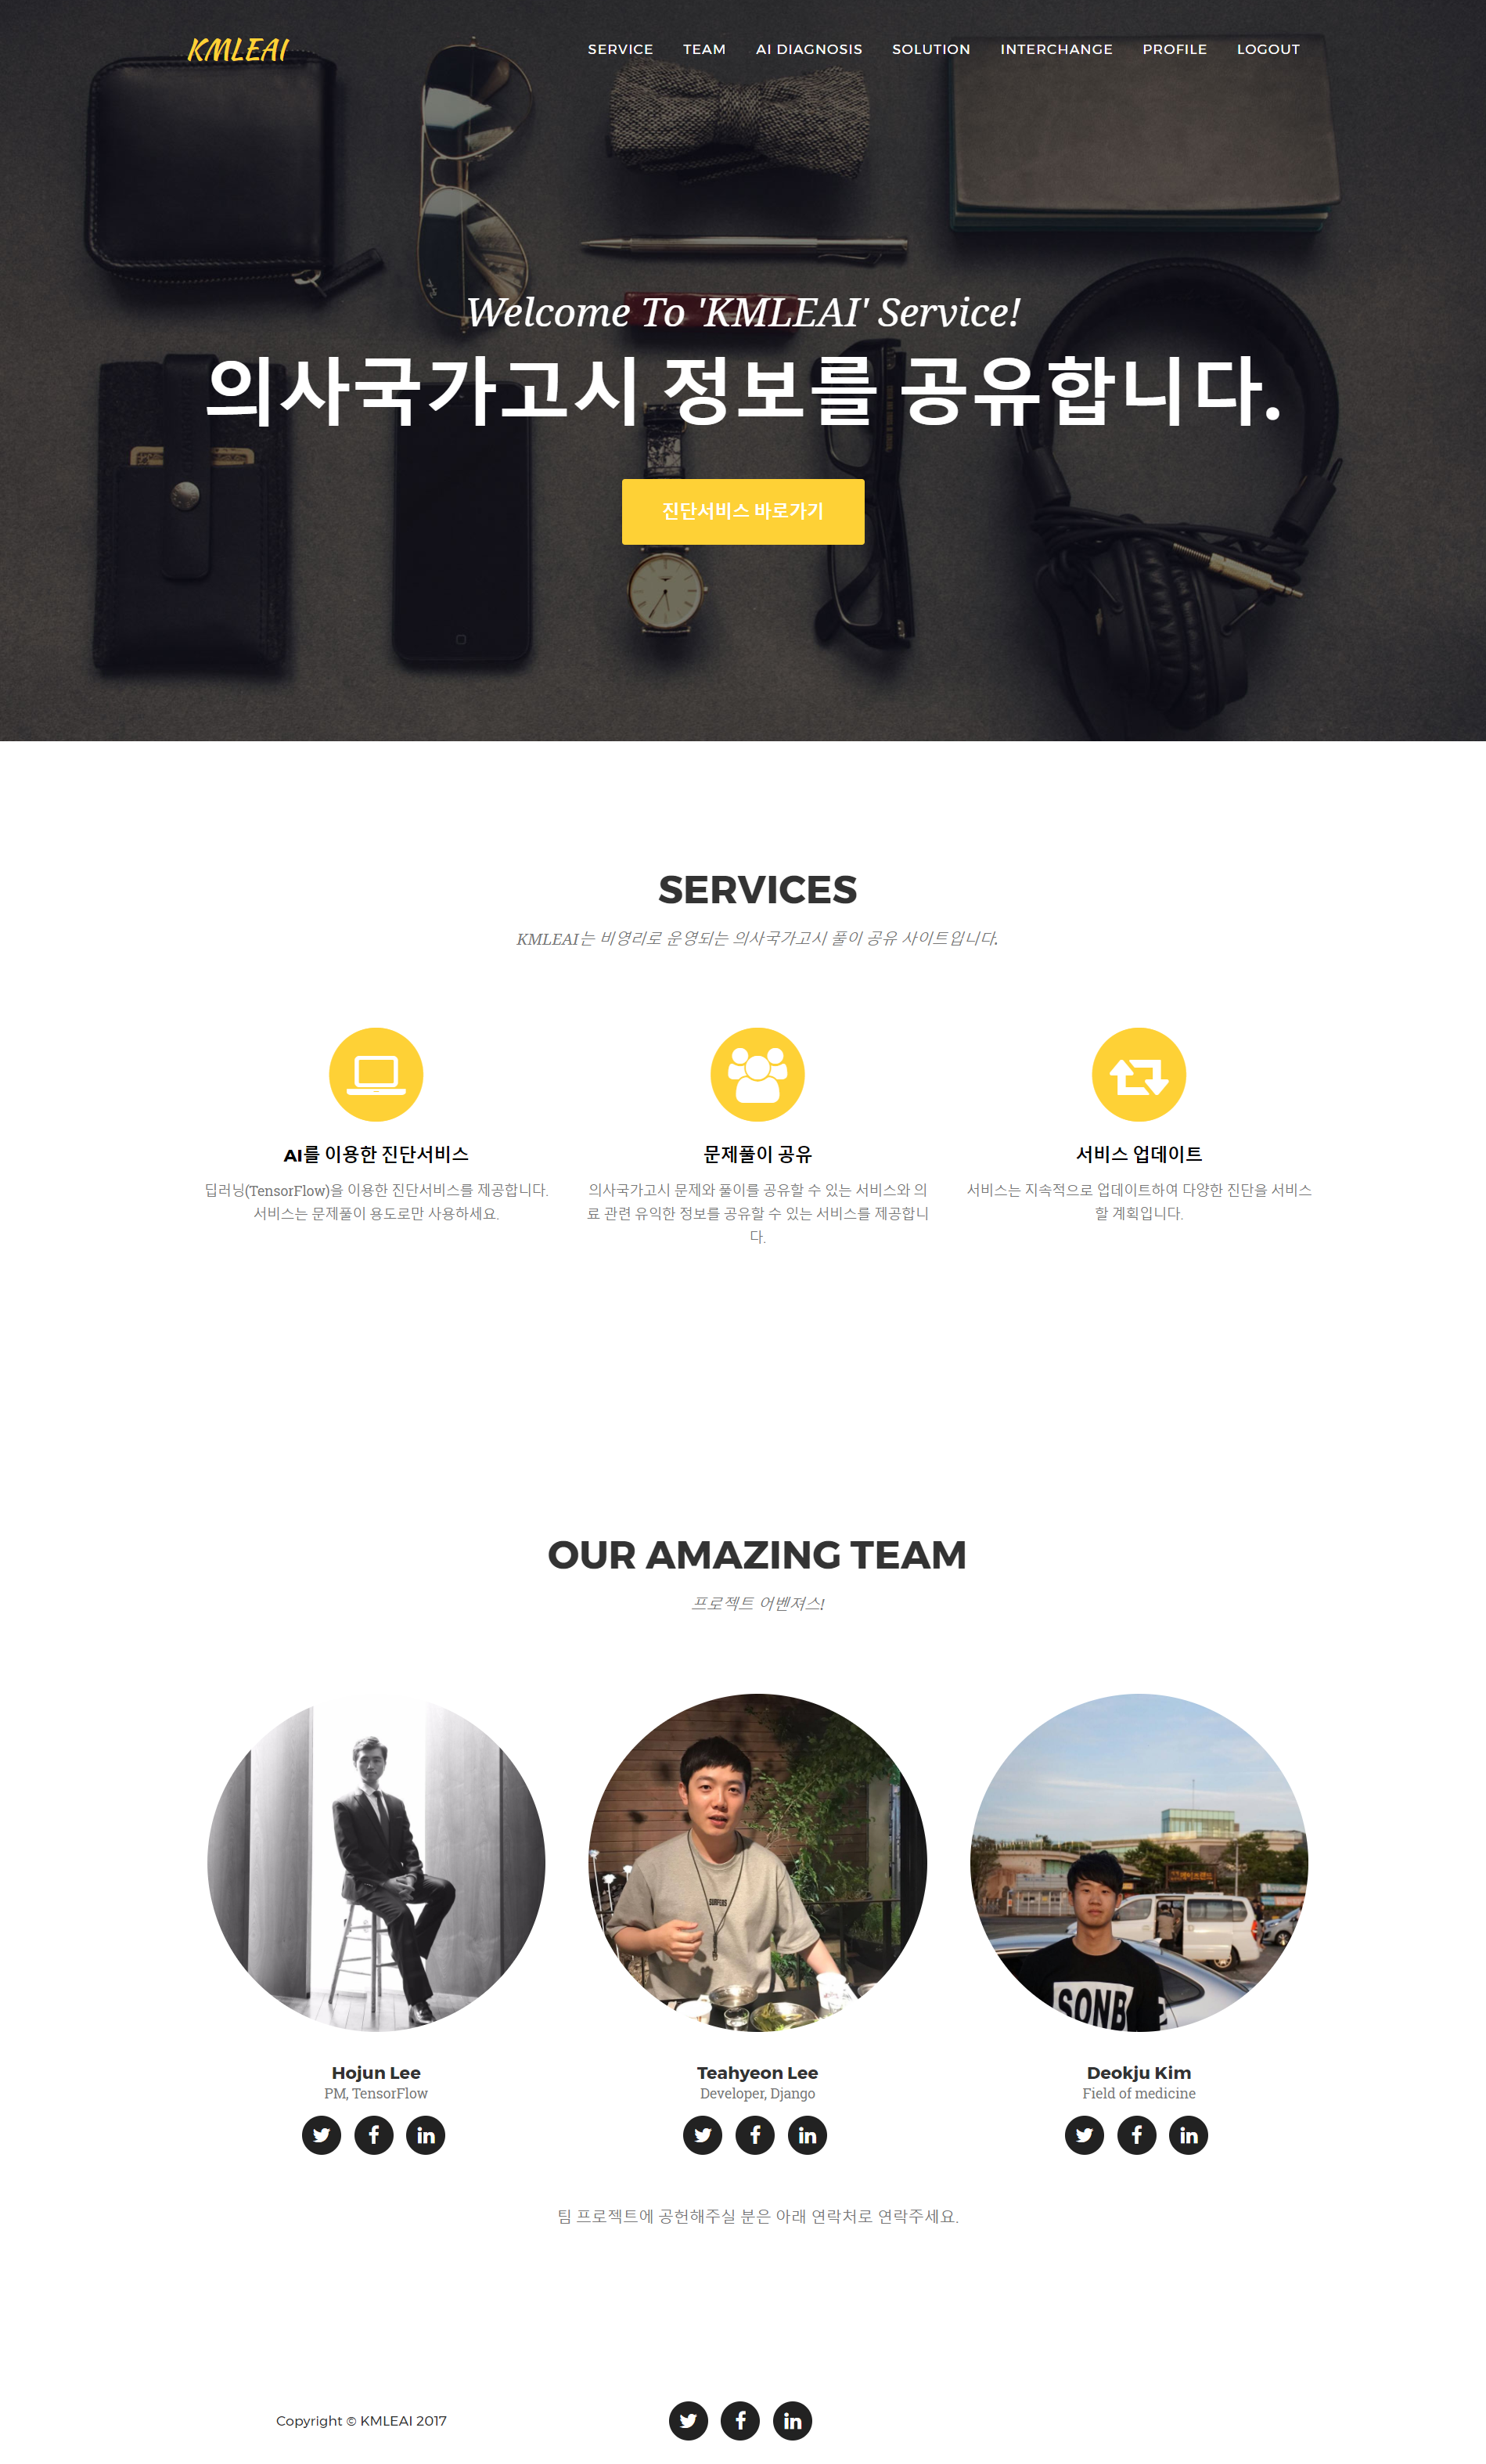 KMLEAI
SERVICE TEAM AI DIAGNOSIS SOLUTION INTERCHANGE PROFILE LOGOUT
Welcome To 'KMLEAI' Service!
의사국가고시 정보를 공유합니다.
진단서비스 바로가기
SERVICES
KMLEAI는 비영리로 운영되는 의사국가고시 풀이 공유 사이트입니다.
AI를 이용한 진단서비스
딥러닝(TensorFlow)을 이용한 진단서비스를 제공합니다.
서비스는 문제풀이 용도로만 사용하세요.
문제풀이 공유
의사국가고시 문제와 풀이를 공유할 수 있는 서비스와 의
료 관련 유익한 정보를 공유할 수 있는 서비스를 제공합니
다.
서비스 업데이트
서비스는 지속적으로 업데이트하여 다양한 진단을 서비스
할 계획입니다.
OUR AMAZING TEAM
프로젝트 어벤져스!
SURFERS
SONB
Hojun Lee
PM, TensorFlow
Teahyeon Lee
Developer, Django
Deokju Kim
Field of medicine
팀 프로젝트에 공헌해주실 분은 아래 연락처로 연락주세요.
Copyright © KMLEAI 2017